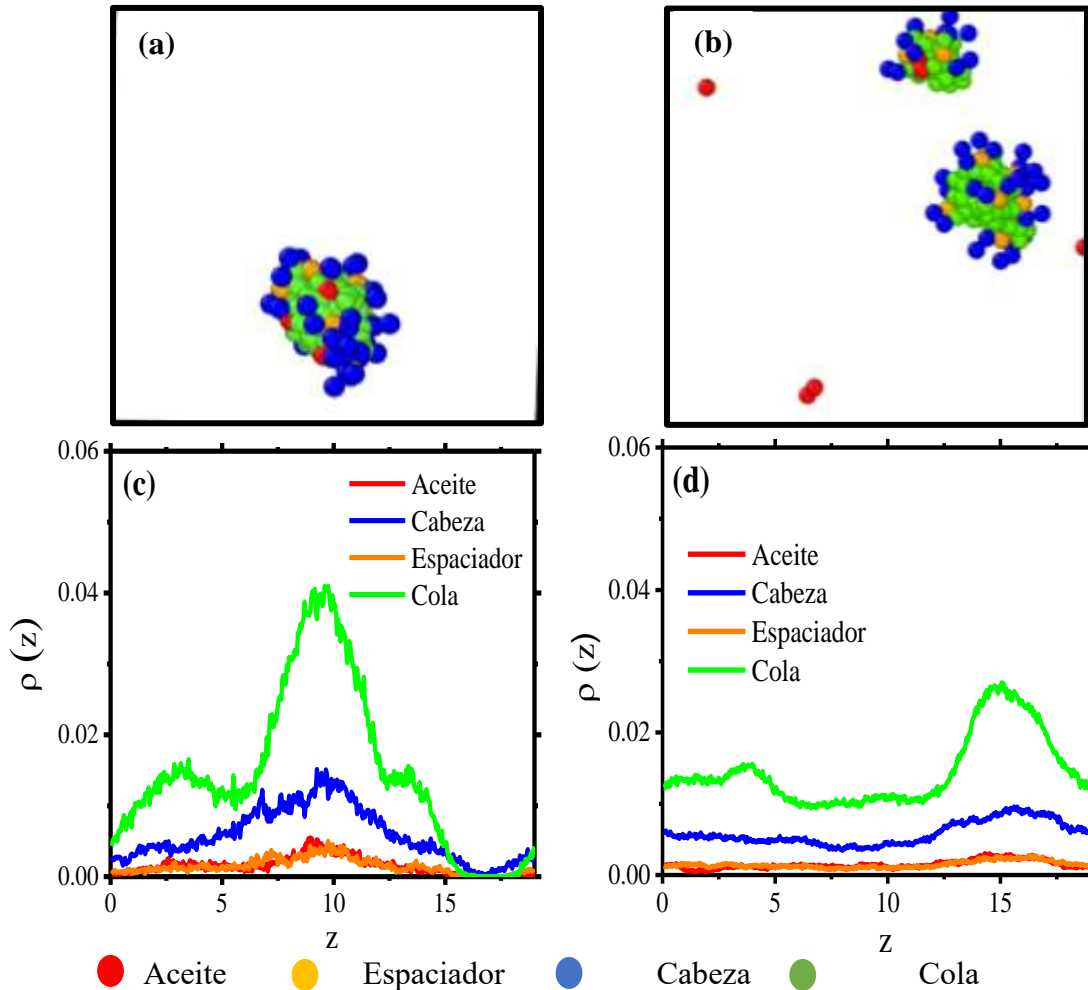 (a)
(b)
0.06
(c)
Aceite
Cabeza
Espaciador
Cola
0.04
0.02
0.00
ρ (z)
0
5
10
15
z
0.06
(d)
Aceite
Cabeza
Espaciador
Cola
0.04
0.02
0.00
ρ (z)
0
5
10
15
z
Aceite Espaciador Cabeza Cola